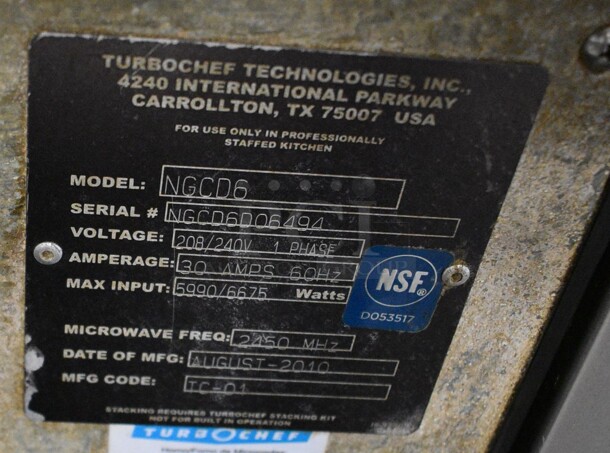 TURBOCHEF TECHNOLOGIES, INC.,
4240 INTERNATIONAL PARKWAY
CARROLLTON, TX 75007 USA
FOR USE ONLY IN PROFESSIONALLY
STAFFED KITCHEN
MODEL: NGCD6
SERIAL # NGCD6D06494
VOLTAGE: 208/240V 1 PHASE
AMPERAGE: 30 AMPS 60Hz
MAX INPUT: 5990/6675 Watts
NSF®
D053517
MICROWAVE FREQ: 2450 MHz
DATE OF MFG: AUGUST-2010
MFG CODE: TC-01
STACKING REQUIRES TURBOCHEF STACKING KIT
NOT FOR BUILT IN OPERATION
TURBOCHEF